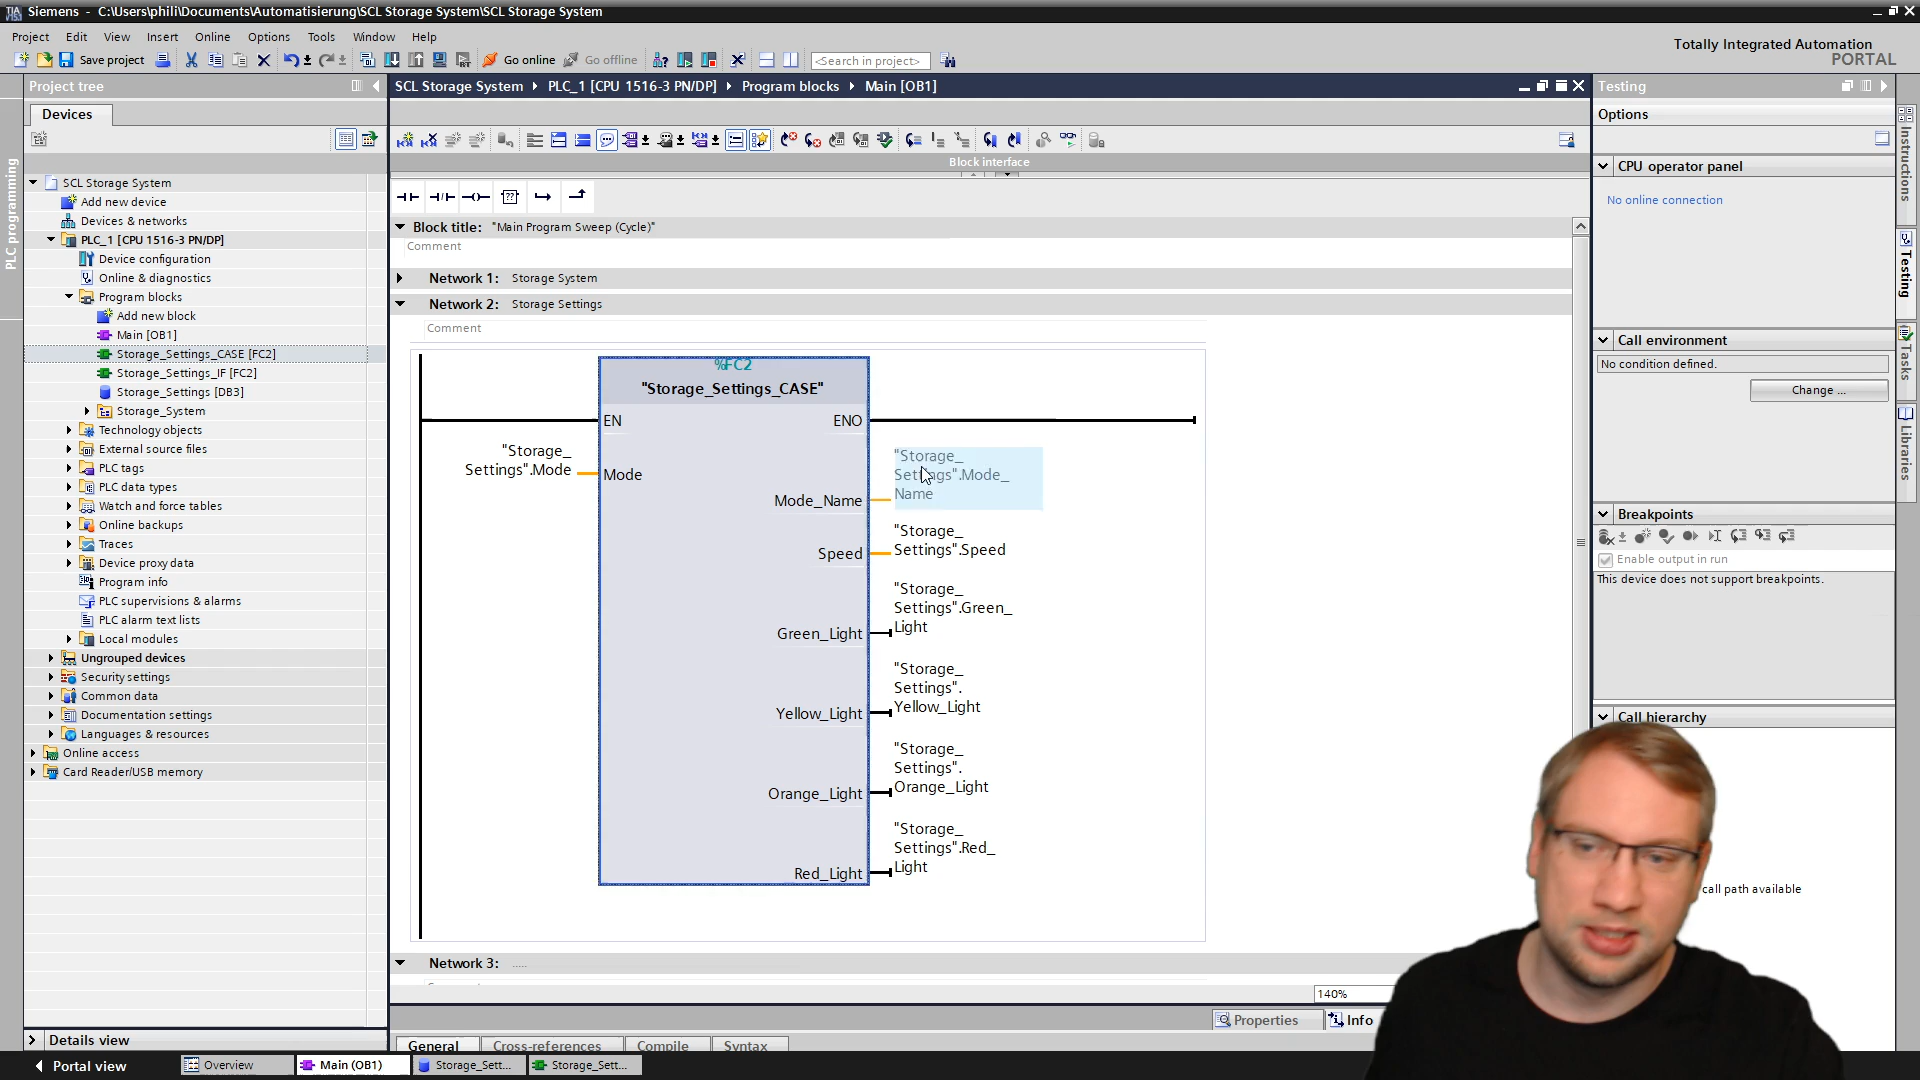 Siemens - C:\Users\phili\Documents\Automatisierung\SCL Storage System\SCL Storage System
Project Edit View Insert Online Options Tools Window Help
Totally Integrated Automation
PORTAL
Save project
Go online
Go offline
<Search in project>
Project tree
SCL Storage System PLC_1 [CPU 1516-3 PN/DP] Program blocks Main [OB1]
Testing
Devices
Options
Block interface
PLC programming
SCL Storage System
Add new device
Devices & networks
PLC_1 [CPU 1516-3 PN/DP]
Device configuration
Online & diagnostics
Program blocks
Add new block
Main [OB1]
Storage_Settings_CASE [FC2]
Storage_Settings_IF [FC2]
Storage_Settings [DB3]
Storage_System
Technology objects
External source files
PLC tags
PLC data types
Watch and force tables
Online backups
Traces
Device proxy data
Program info
PLC supervisions & alarms
PLC alarm text lists
Local modules
Ungrouped devices
Security settings
Common data
Documentation settings
Languages & resources
Online access
Card Reader/USB memory
Details view
Block title: "Main Program Sweep (Cycle)"
Comment
Network 1: Storage System
Network 2: Storage Settings
Comment
%FC2
"Storage_Settings_CASE"
EN
ENO
"Storage_
Settings".Mode
Mode
Mode_Name
"Storage_
Settings".Mode_
Name
Speed
"Storage_
Settings".Speed
Green_Light
"Storage_
Settings".Green_
Light
Yellow_Light
"Storage_
Settings".
Yellow_Light
Orange_Light
"Storage_
Settings".
Orange_Light
Red_Light
"Storage_
Settings".Red_
Light
Network 3: .....
140%
Properties
Info
General Cross-references Compile Syntax
CPU operator panel
No online connection
Call environment
No condition defined.
Change ...
Breakpoints
Enable output in run
This device does not support breakpoints.
Call hierarchy
call path available
Instructions
Testing
Tasks
Libraries
Portal view
Overview
Main (OB1)
Storage_Sett...
Storage_Sett...